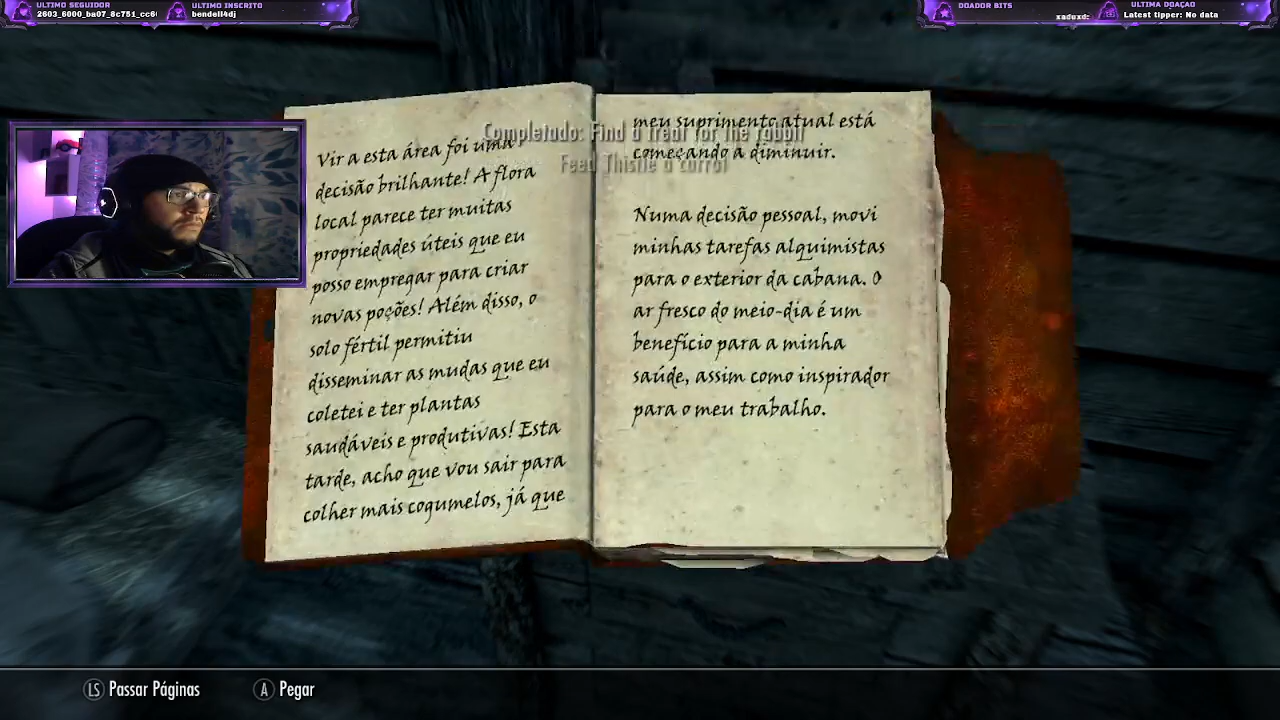 ULTIMO SEGUIDOR
2603_6000_ba07_8c751_cc6
ULTIMO INSCRITO
bendell4dj
DOADOR BITS
xaduxd:
ULTIMA DOAÇAO
Latest tipper: No data
Completado: Find a treat for the rabbit
Feed Thistle a carrot
Vir a esta área foi uma
decisão brilhante! A flora
local parece ter muitas
propriedades úteis que eu
posso empregar para criar
novas poções! Além disso, o
solo fértil permitiu
disseminar as mudas que eu
coletei e ter plantas
saudáveis e produtivas! Esta
tarde, acho que vou sair para
colher mais cogumelos, já que
meu suprimento atual está
começando a diminuir.
Numa decisão pessoal, movi
minhas tarefas alquimistas
para o exterior da cabana. O
ar fresco do meio-dia é um
benefício para a minha
saúde, assim como inspirador
para o meu trabalho.
LS Passar Páginas
A Pegar